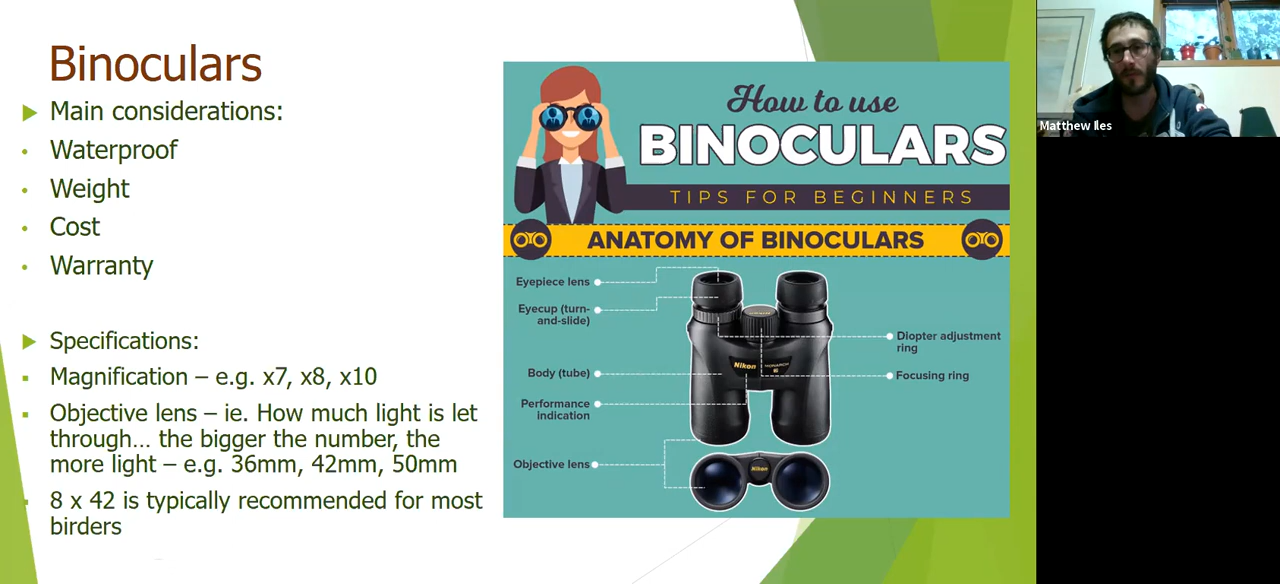 Binoculars
Main considerations:
Waterproof
Weight
Cost
Warranty
Specifications:
Magnification – e.g. x7, x8, x10
Objective lens – ie. How much light is let
through… the bigger the number, the
more light – e.g. 36mm, 42mm, 50mm
8 x 42 is typically recommended for most
birders
How to use
BINOCULARS
TIPS FOR BEGINNERS
ANATOMY OF BINOCULARS
Eyepiece lens
Eyecup (turn-
and-slide)
Body (tube)
Performance
indication
Objective lens
Diopter adjustment
ring
Focusing ring
Nikon
MONARCH
Nikon
Matthew Iles